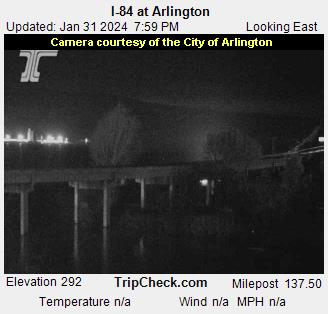 I-84 at Arlington
Updated: Jan 31 2024 7:59 PM Looking East
Camera courtesy of the City of Arlington
Elevation 292 TripCheck.com Milepost 137.50
Temperature n/a Wind n/a MPH n/a